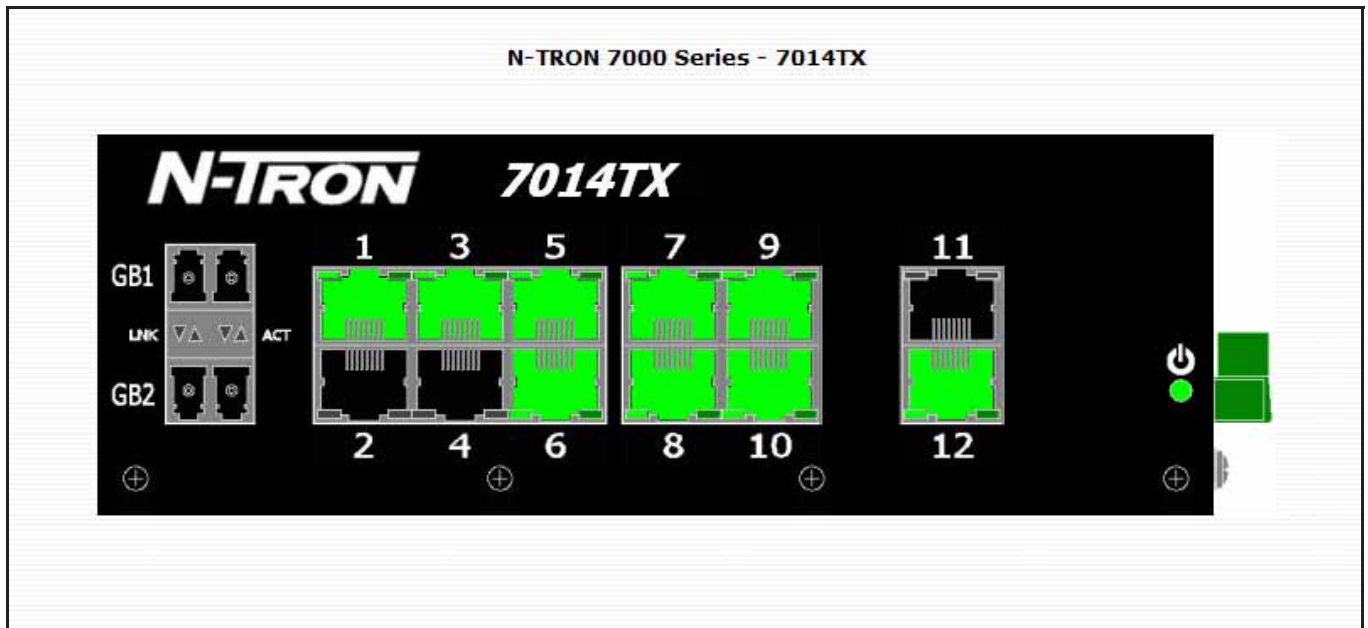 N-TRON 7000 Series - 7014TX
N-TRON 7014TX
1 3 5 7 9 11
GB1
LNK ACT
GB2
2 4 6 8 10 12